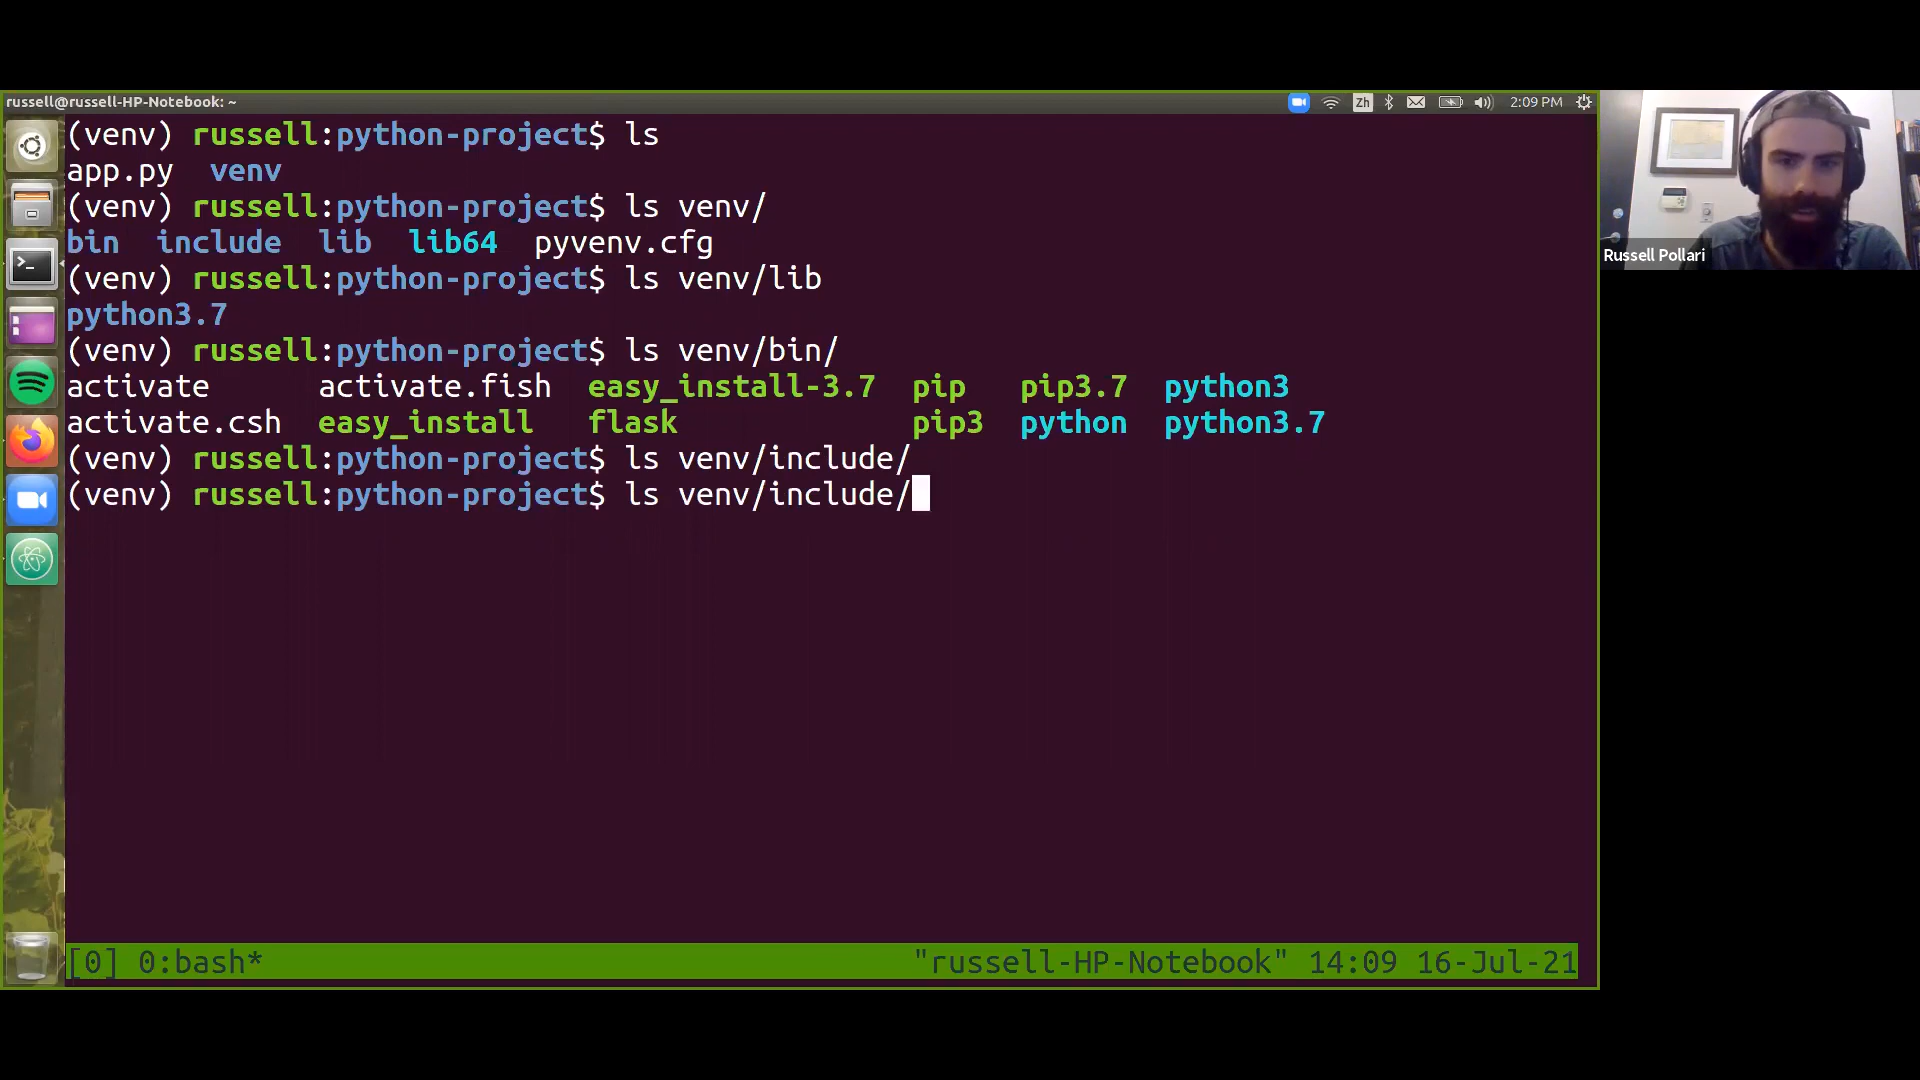 russell@russell-HP-Notebook: ~
Zh
2:09 PM
(venv) russell:python-project$ ls
app.py  venv
(venv) russell:python-project$ ls venv/
bin  include  lib  lib64  pyvenv.cfg
(venv) russell:python-project$ ls venv/lib
python3.7
(venv) russell:python-project$ ls venv/bin/
activate      activate.fish  easy_install-3.7  pip   pip3.7  python3
activate.csh  easy_install   flask             pip3  python  python3.7
(venv) russell:python-project$ ls venv/include/
(venv) russell:python-project$ ls venv/include/
[0] 0:bash*    "russell-HP-Notebook" 14:09 16-Jul-21
Russell Pollari